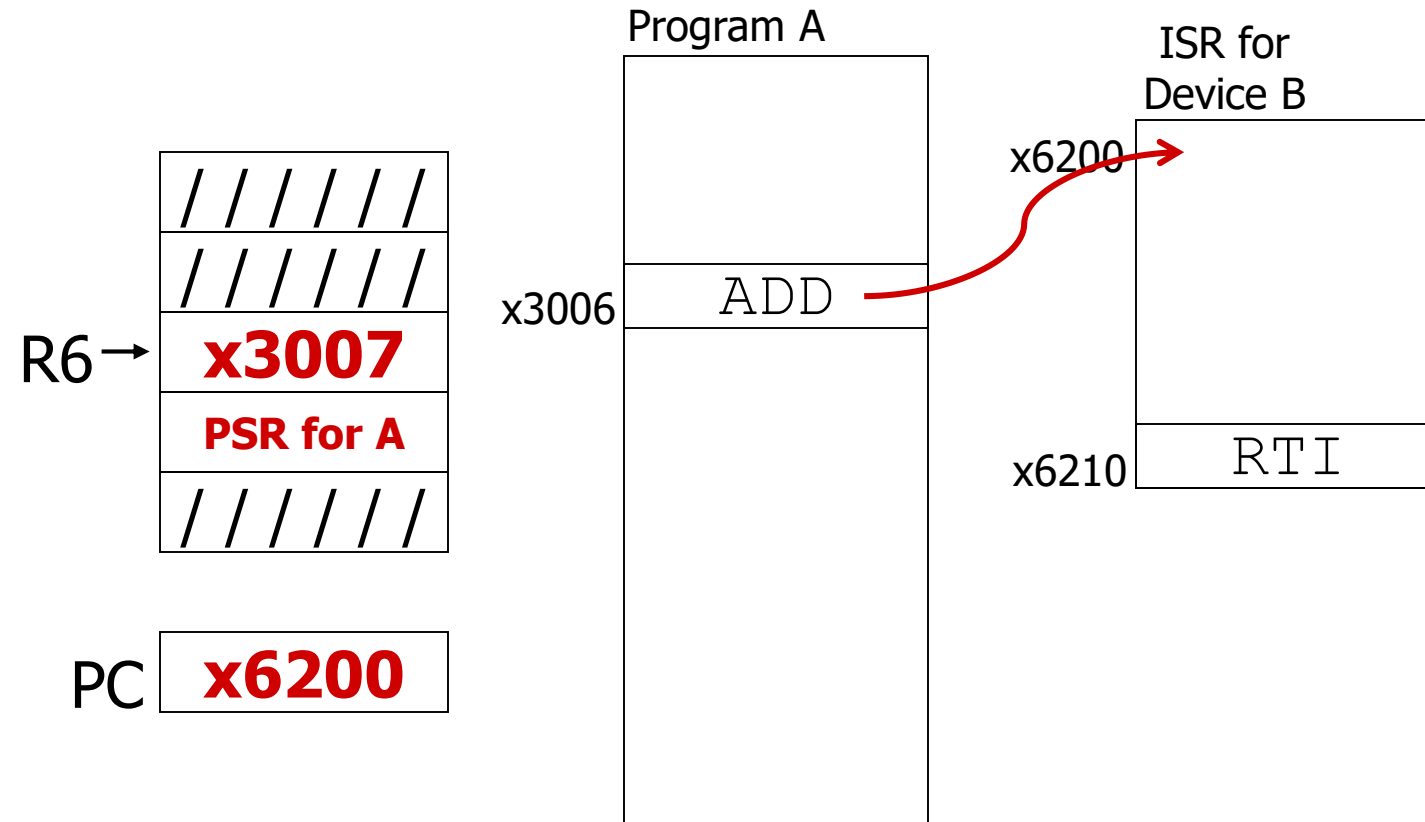 Program A
ISR for
Device B
x6200
/ / / / / /
/ / / / / /
x3006
ADD
R6
x3007
PSR for A
x6210
RTI
/ / / / / /
PC
x6200